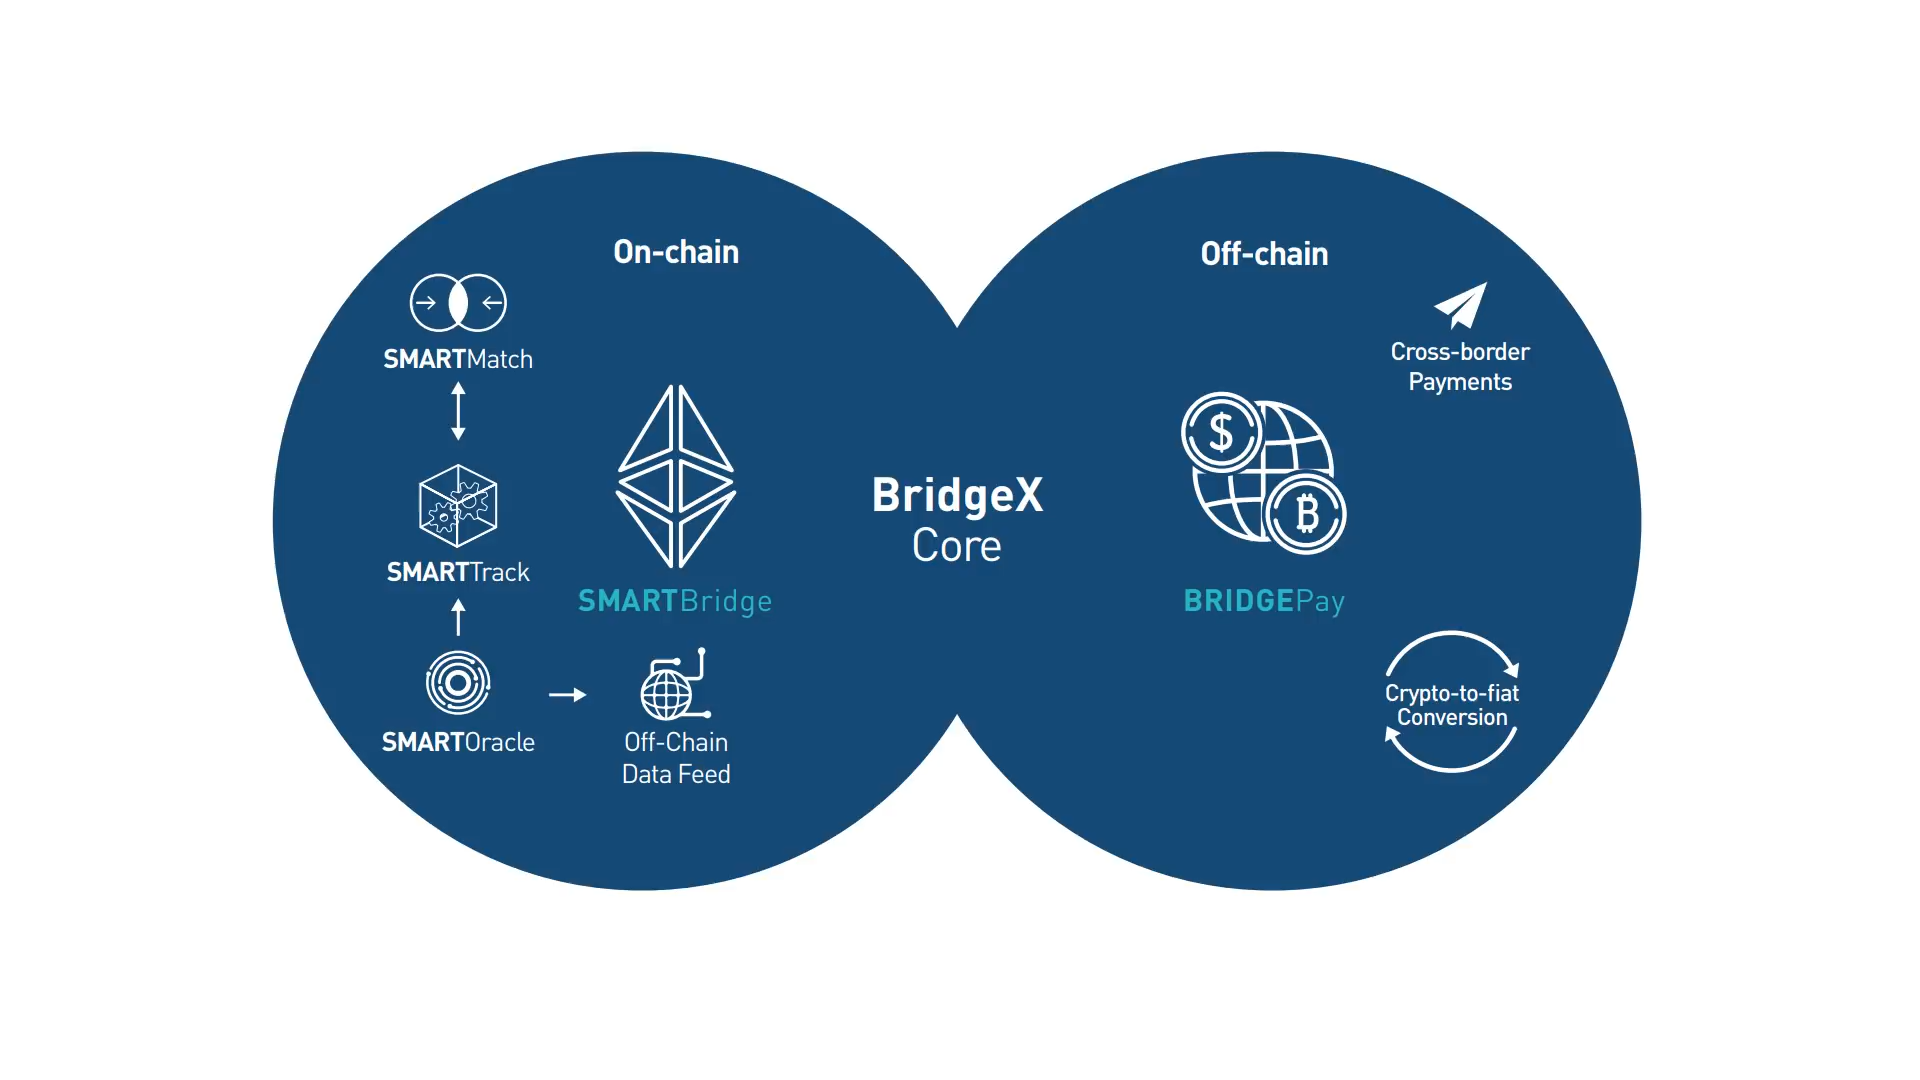 On-chain
SMARTMatch
SMARTTrack
SMARTBridge
SMARTOracle
Off-Chain
Data Feed
BridgeX
Core
Off-chain
Cross-border
Payments
$
B
BRIDGEPay
Crypto-to-fiat
Conversion